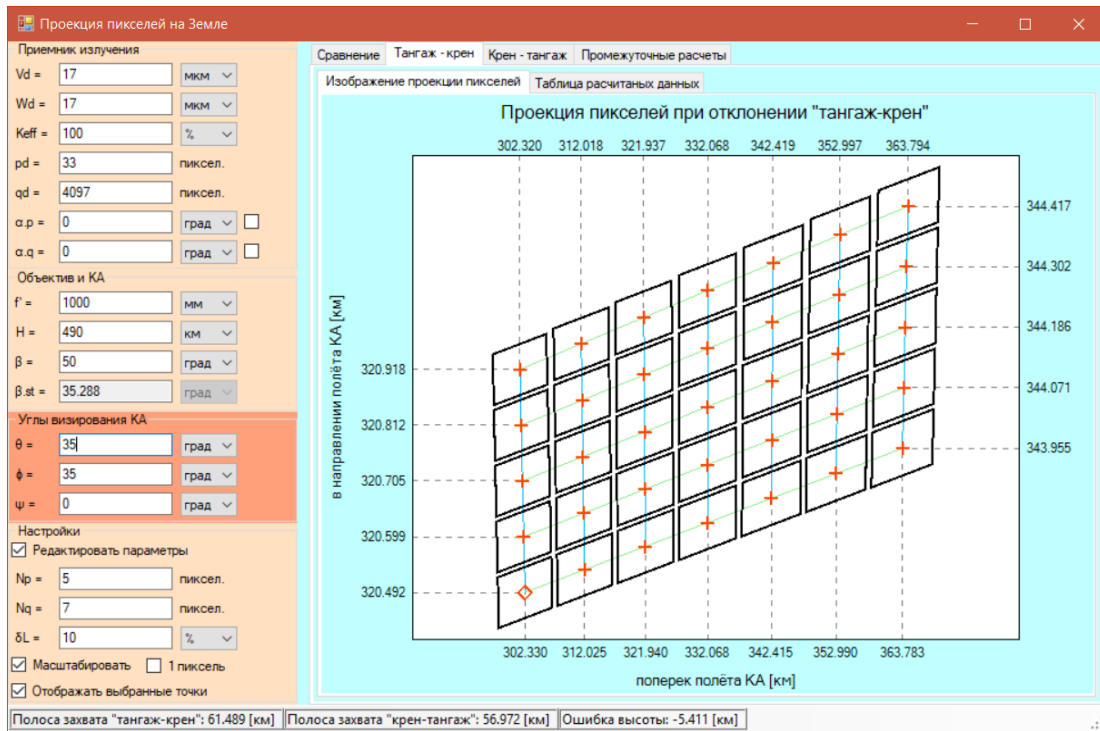 Проекция пикселей на Земле
Приемник излучения
Vd = 17 мкм
Wd = 17 мкм
Keff = 100 %
pd = 33 пиксел.
qd = 4097 пиксел.
α.p = 0 град
α.q = 0 град
Объектив и КА
f' = 1000 мм
H = 490 км
β = 50 град
β.st = 35.288 град
Углы визирования КА
θ = 35 град
ϕ = 35 град
ψ = 0 град
Настройки
Редактировать параметры
Np = 5 пиксел.
Nq = 7 пиксел.
δL = 10 %
Масштабировать 1 пиксель
Отображать выбранные точки
Сравнение Тангаж - крен Крен - тангаж Промежуточные расчеты
Изображение проекции пикселей Таблица расчитаных данных
Проекция пикселей при отклонении "тангаж-крен"
302.320 312.018 321.937 332.068 342.419 352.997 363.794
344.417
344.302
344.186
344.071
343.955
в направлении полёта КА [км]
320.918
320.812
320.705
320.599
320.492
302.330 312.025 321.940 332.068 342.415 352.990 363.783
поперек полёта КА [км]
Полоса захвата "тангаж-крен": 61.489 [км] Полоса захвата "крен-тангаж": 56.972 [км] Ошибка высоты: -5.411 [км]